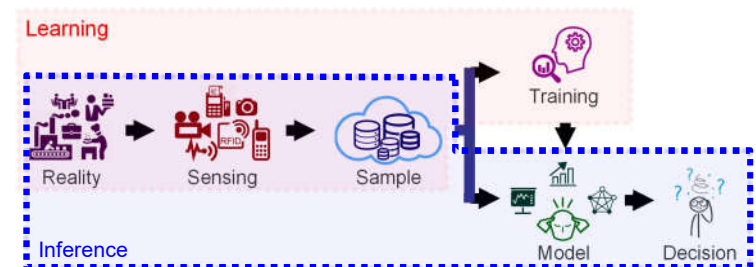 Learning
Training
RFID
Reality
Sensing
Sample
Inference
Model
Decision